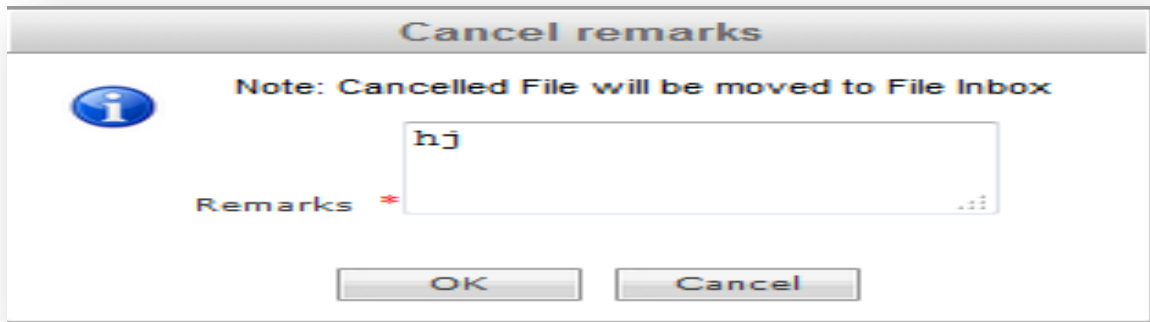 Cancel remarks
Note: Cancelled File will be moved to File Inbox
hj
Remarks *
OK Cancel